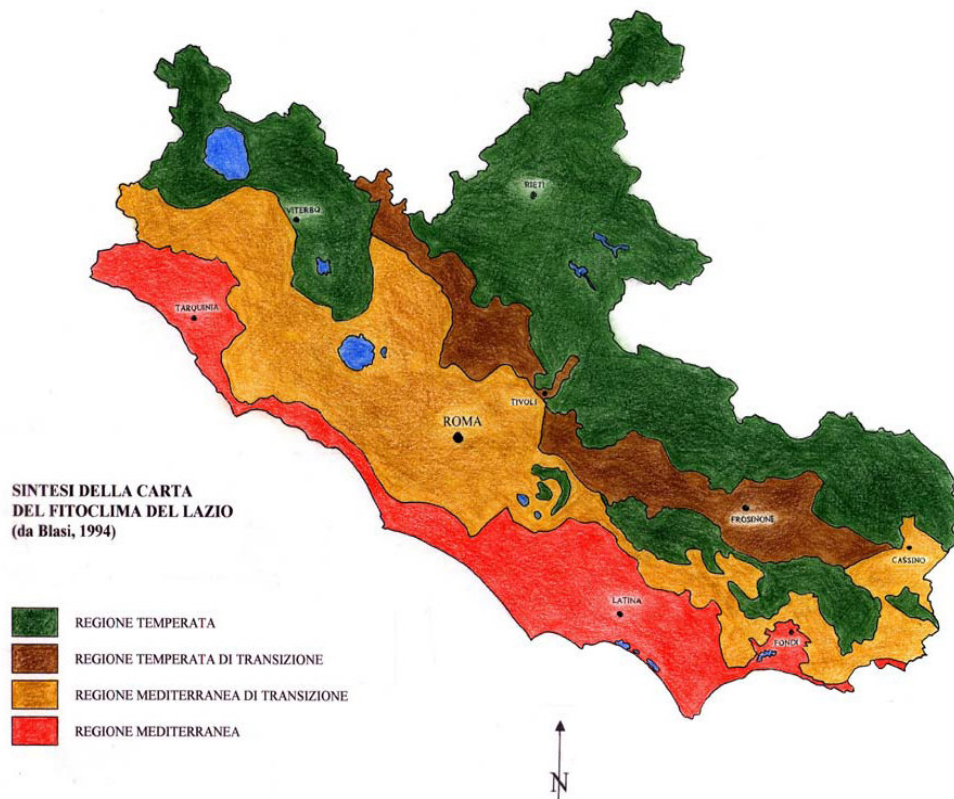 RIETI
VITERBO
TARQUINIA
TIVOLI
ROMA
SINTESI DELLA CARTA
DEL FITOCLIMA DEL LAZIO
(da Blasi, 1994)
FROSINONE
CASSINO
LATINA
FONDI
REGIONE TEMPERATA
REGIONE TEMPERATA DI TRANSIZIONE
REGIONE MEDITERRANEA DI TRANSIZIONE
REGIONE MEDITERRANEA
N